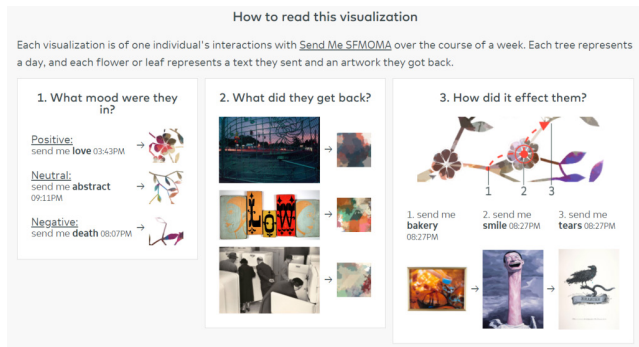 How to read this visualization
Each visualization is of one individual's interactions with Send Me SFMOMA over the course of a week. Each tree represents
a day, and each flower or leaf represents a text they sent and an artwork they got back.
1. What mood were they
in?
Positive:
send me love 03:43PM
Neutral:
send me abstract
09:11PM
Negative:
send me death 08:07PM
2. What did they get back?
LOW
3. How did it effect them?
1 2 3
1. send me
bakery
08:27PM
2. send me
smile 08:27PM
3. send me
tears 08:27PM